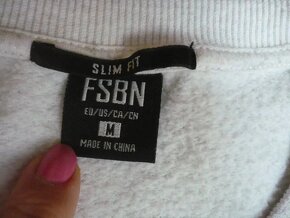 SLIM FIT
FSBN
EU/US/CA/CN
M
MADE IN CHINA